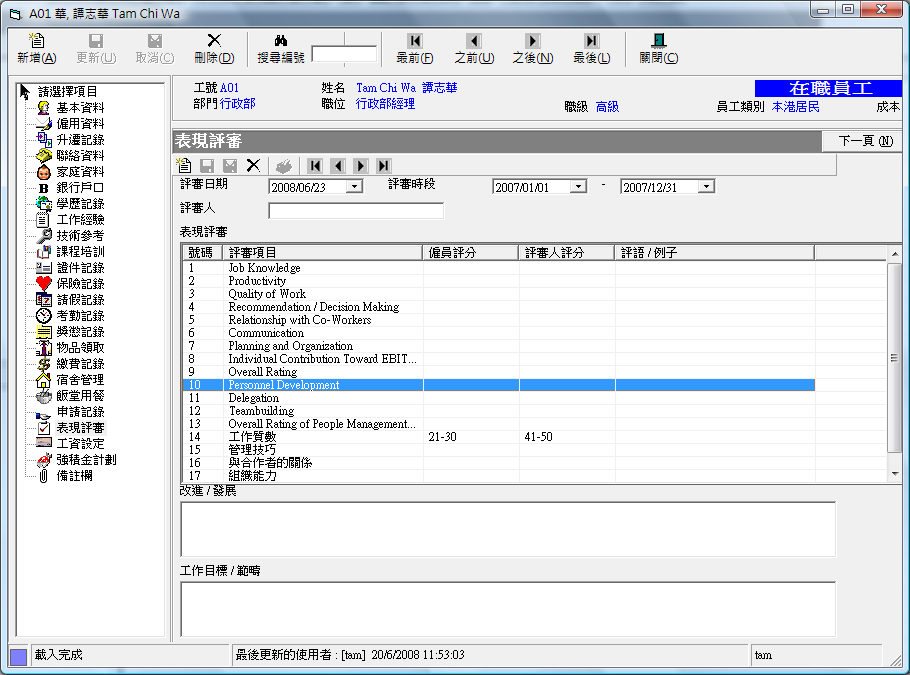 A01 華, 譚志華 Tam Chi Wa
新增(A) 更新(U) 取消(C) 刪除(D) 搜尋編號 最前(F) 之前(U) 之後(N) 最後(L) 關閉(C)
請選擇項目
基本資料
僱用資料
升遷記錄
聯絡資料
家庭資料
銀行戶口
學歷記錄
工作經驗
技術參考
課程培訓
證件記錄
保險記錄
請假記錄
考勤記錄
獎懲記錄
物品領取
繳費記錄
宿舍管理
飯堂用餐
申請記錄
表現評審
工資設定
強積金計劃
備註欄
工號 A01 姓名 Tam Chi Wa 譚志華 在職員工
部門 行政部 職位 行政部經理 職級 高級 員工類別 本港居民 成本
表現評審 下一頁 (N)
評審日期 2008/06/23 評審時段 2007/01/01 - 2007/12/31
評審人
表現評審
號碼 評審項目 僱員評分 評審人評分 評語 / 例子
1 Job Knowledge
2 Productivity
3 Quality of Work
4 Recommendation / Decision Making
5 Relationship with Co-Workers
6 Communication
7 Planning and Organization
8 Individual Contribution Toward EBIT...
9 Overall Rating
10 Personnel Development
11 Delegation
12 Teambuilding
13 Overall Rating of People Management...
14 工作質數 21-30 41-50
15 管理技巧
16 與合作者的關係
17 組織能力
改進 / 發展
工作目標 / 範疇
載入完成 最後更新的使用者 : [tam] 20/6/2008 11:53:03 tam